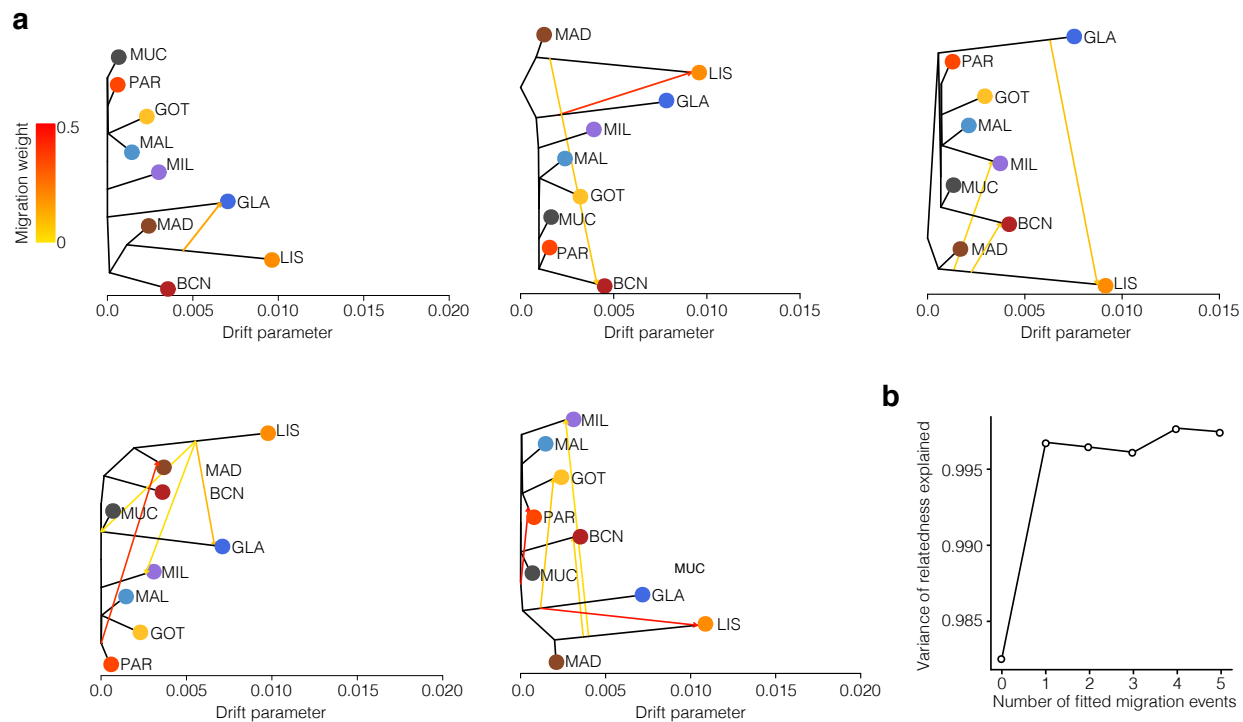 a
Migration weight
0.5
0
MUC
PAR
GOT
MAL
MIL
GLA
MAD
LIS
BCN
0.0 0.005 0.010 0.015 0.020
Drift parameter
MAD
LIS
GLA
MIL
MAL
GOT
MUC
PAR
BCN
0.0 0.005 0.010 0.015
Drift parameter
GLA
PAR
GOT
MAL
MIL
MUC
BCN
MAD
LIS
0.0 0.005 0.010 0.015
Drift parameter
LIS
MAD
BCN
MUC
GLA
MIL
MAL
GOT
PAR
0.0 0.005 0.010 0.015 0.020
Drift parameter
MIL
MAL
GOT
PAR
BCN
MUC
MUC
GLA
LIS
MAD
0.0 0.005 0.010 0.015 0.020
Drift parameter
b
Variance of relatedness explained
0.995
0.990
0.985
0 1 2 3 4 5
Number of fitted migration events